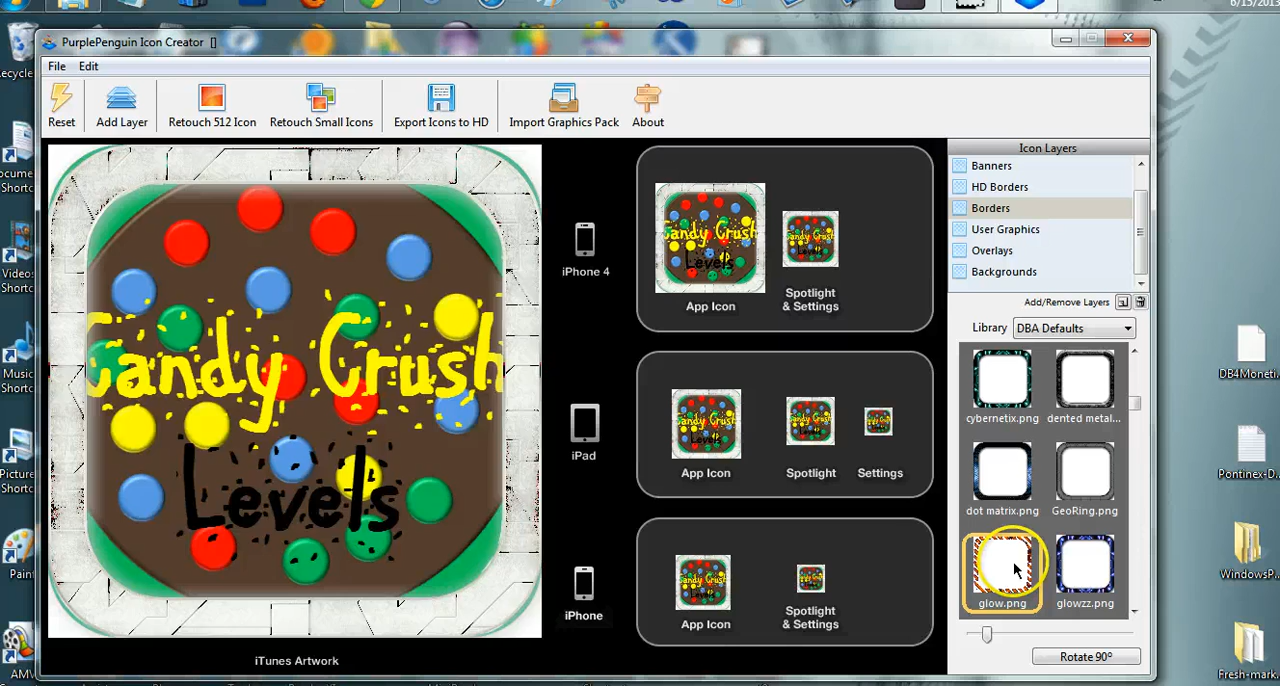 6/15/2013
PurplePenguin Icon Creator []
File Edit
Reset
Add Layer
Retouch 512 Icon
Retouch Small Icons
Export Icons to HD
Import Graphics Pack
About
Candy Crush
Levels
iTunes Artwork
iPhone 4
App Icon
Spotlight
& Settings
iPad
App Icon
Spotlight
Settings
iPhone
App Icon
Spotlight
& Settings
Icon Layers
Banners
HD Borders
Borders
User Graphics
Overlays
Backgrounds
Add/Remove Layers
Library DBA Defaults
cybernetix.png dented metal...
dot matrix.png GeoRing.png
glow.png glowzz.png
Rotate 90º
DB4Moneti.
Pontinex-D.
WindowsP.
Fresh-mark.